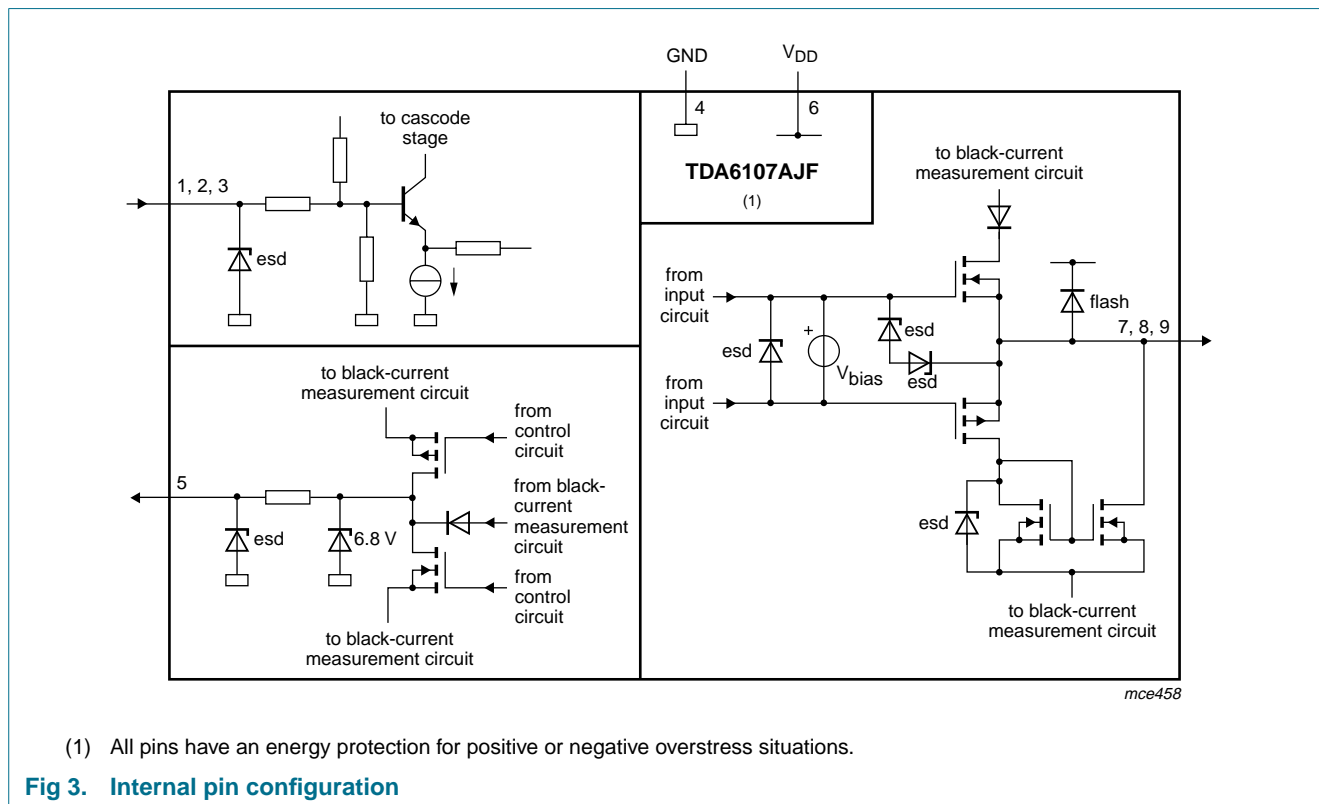 GND
VDD
4
6
TDA6107AJF
(1)
to cascode
stage
1, 2, 3
esd
to black-current
measurement circuit
from
input
circuit
esd
+
Vbias
esd
esd
flash
7, 8, 9
from
input
circuit
esd
to black-current
measurement circuit
to black-current
measurement circuit
from
control
circuit
5
from black-
current
measurement
circuit
esd
6.8 V
from
control
circuit
to black-current
measurement circuit
mce458
(1) All pins have an energy protection for positive or negative overstress situations.
Fig 3. Internal pin configuration